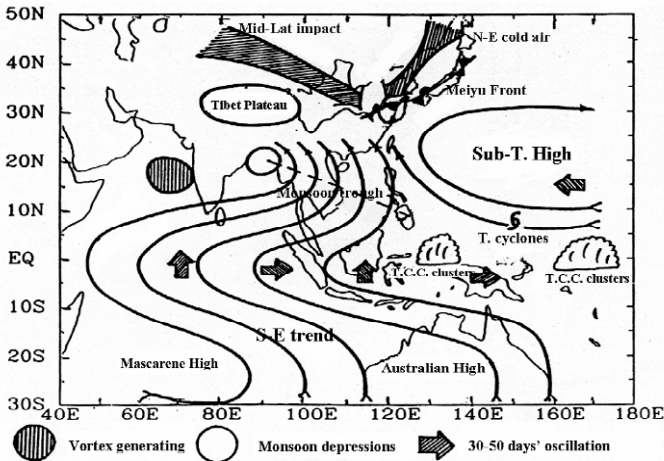 50N
40N
30N
20N
10N
EQ
10S
20S
30S
Mid-Lat impact
N-E cold air
Tibet Plateau
Meiyu Front
Sub-T. High
Monsoon trough
T. cyclones
T.C.C. clusters
T.C.C. clusters
S-E trend
Mascarene High
Australian High
40E
60E
80E
100E
120E
140E
160E
180E
Vortex generating
Monsoon depressions
30-50 days' oscillation